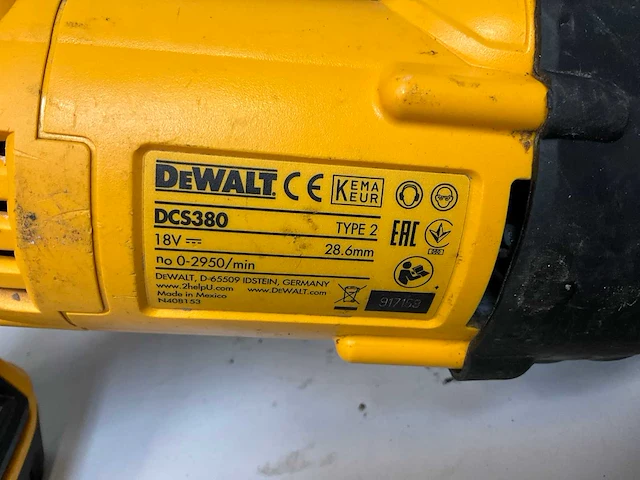 DEWALT CE KEMA KEUR
DCS380 TYPE 2 EAC
18V 28.6mm
no 0-2950/min
DEWALT, D-65509 IDSTEIN, GERMANY
www.2helpU.com www.DEWALT.com
Made in Mexico
N408153